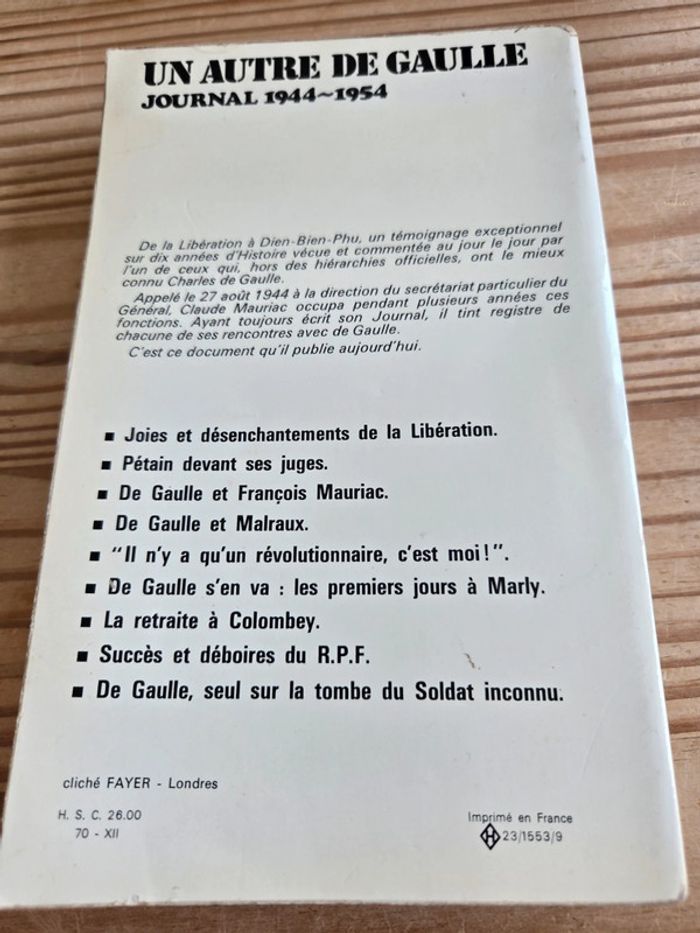 UN AUTRE DE GAULLE
JOURNAL 1944~1954
De la Libération à Dien-Bien-Phu, un témoignage exceptionnel
sur dix années d'Histoire vécue et commentée au jour le jour par
l'un de ceux qui, hors des hiérarchies officielles, ont le mieux
connu Charles de Gaulle.
Appelé le 27 août 1944 à la direction du secrétariat particulier du
Général, Claude Mauriac occupa pendant plusieurs années ces
fonctions. Ayant toujours écrit son Journal, il tint registre de
chacune de ses rencontres avec de Gaulle.
C'est ce document qu'il publie aujourd'hui.
■ Joies et désenchantements de la Libération.
■ Pétain devant ses juges.
■ De Gaulle et François Mauriac.
■ De Gaulle et Malraux.
■ "Il n'y a qu'un révolutionnaire, c'est moi!".
■ De Gaulle s'en va : les premiers jours à Marly.
■ La retraite à Colombey.
■ Succès et déboires du R.P.F.
■ De Gaulle, seul sur la tombe du Soldat inconnu.
cliché FAYER - Londres
H. S. C. 26.00
70 - XII
Imprimé en France
H 23/1553/9